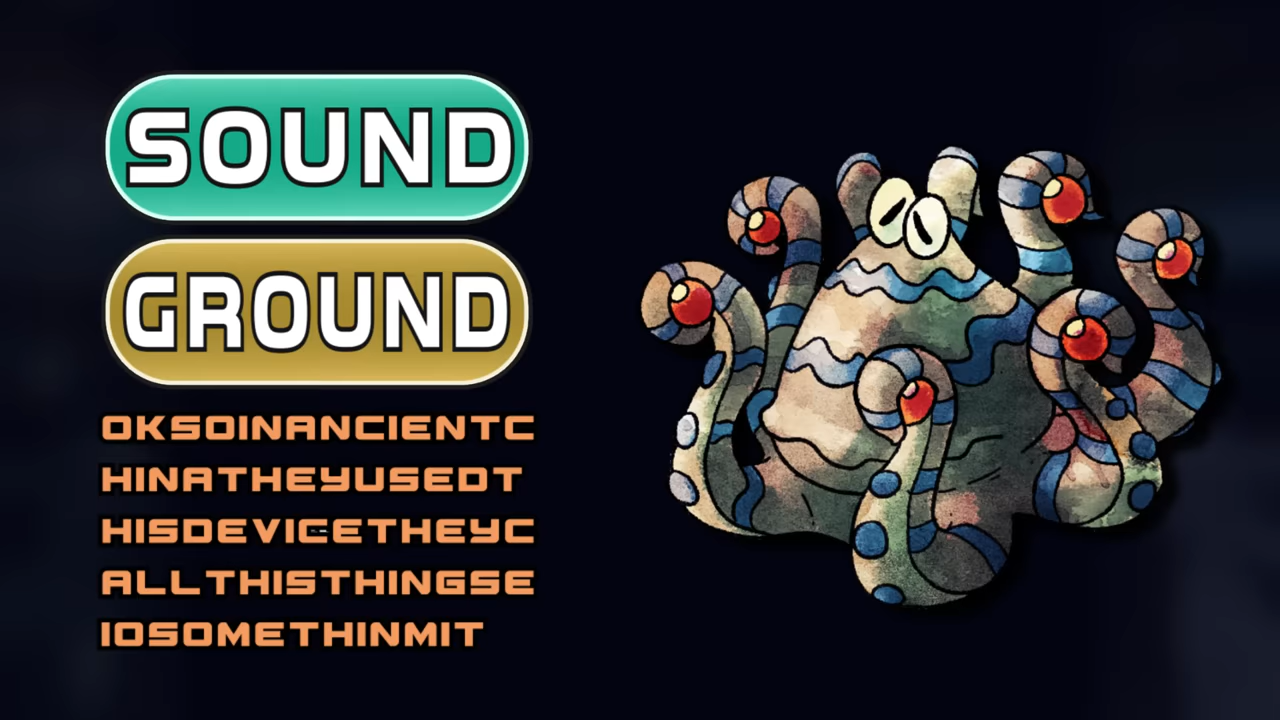 SOUND
GROUND
OKSOINANCIENTC
HINATHEYUSEDT
HISDEVICETHEYC
ALLTHISTHINGSE
IOSOMETHINMIT